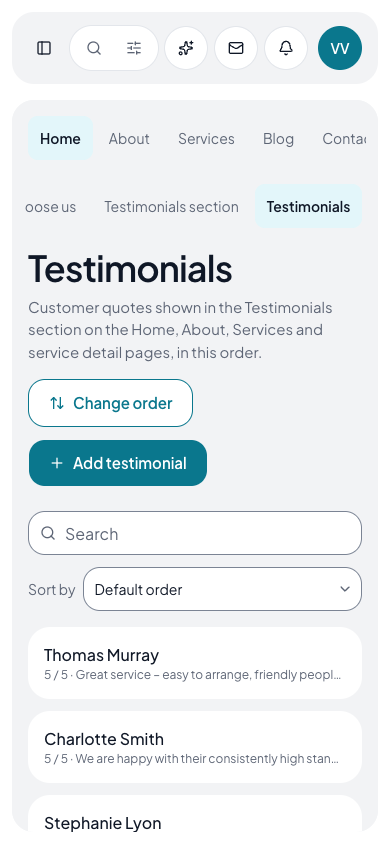 VV
Home About Services Blog Contac
oose us Testimonials section Testimonials
Testimonials
Customer quotes shown in the Testimonials
section on the Home, About, Services and
service detail pages, in this order.
Change order
Add testimonial
Search
Sort by Default order
Thomas Murray
5 / 5 · Great service – easy to arrange, friendly peopl...
Charlotte Smith
5 / 5 · We are happy with their consistently high stan...
Stephanie Lyon